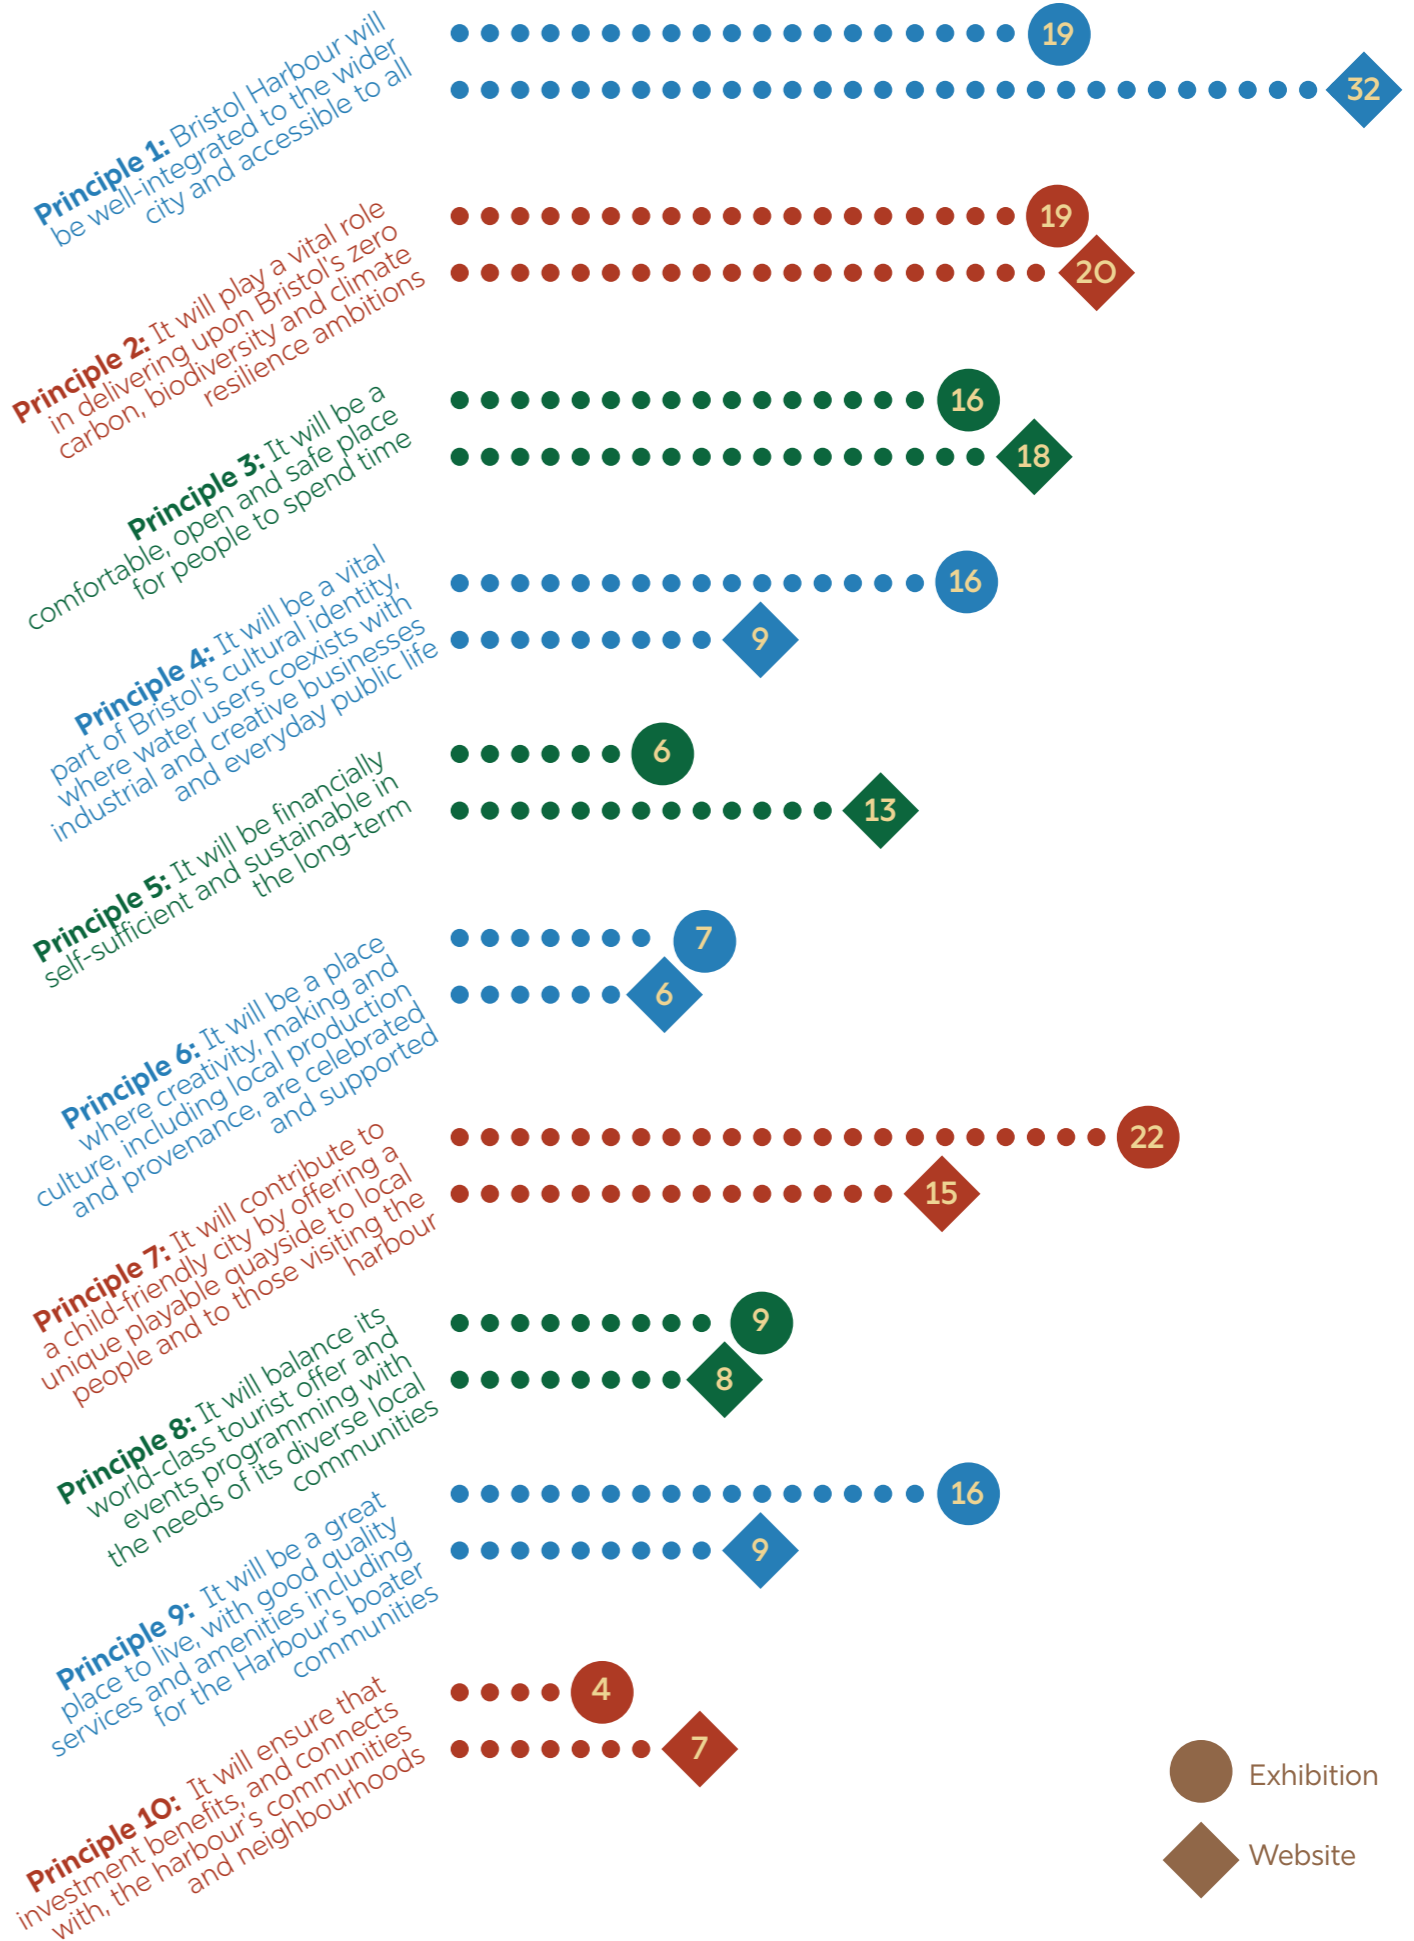 Principle 1: Bristol Harbour will
be well-integrated to the wider
city and accessible to all
19
32
Principle 2: It will play a vital role
in delivering upon Bristol's zero
carbon, biodiversity and climate
resilience ambitions
19
20
Principle 3: It will be a
comfortable, open and safe place
for people to spend time
16
18
Principle 4: It will be a vital
part of Bristol's cultural identity,
where water users coexists with
industrial and creative businesses
and everyday public life
16
9
Principle 5: It will be financially
self-sufficient and sustainable in
the long-term
6
13
Principle 6: It will be a place
where creativity, making and
culture, including local production
and provenance, are celebrated
and supported
7
6
Principle 7: It will contribute to
a child-friendly city by offering a
unique playable quayside to local
people and to those visiting the
harbour
22
15
Principle 8: It will balance its
world-class tourist offer and
events programming with
the needs of its diverse local
communities
9
8
Principle 9: It will be a great
place to live, with good quality
services and amenities including
for the Harbour's boater
communities
16
9
Principle 10: It will ensure that
investment benefits, and connects
with, the harbour's communities
and neighbourhoods
4
7
Exhibition
Website